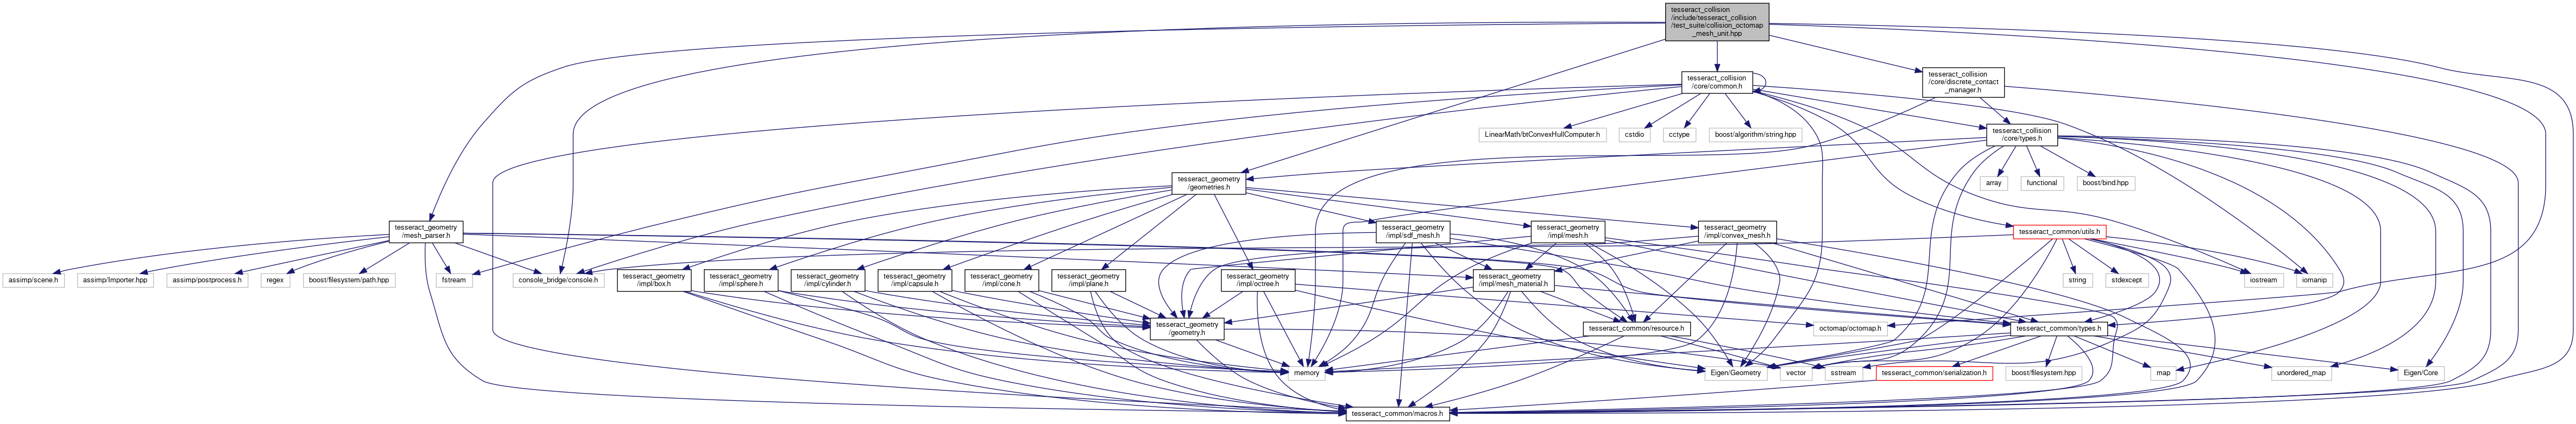 tesseract_collision
/include/tesseract_collision
/test_suite/collision_octomap
_mesh_unit.hpp
tesseract_collision
/core/common.h
tesseract_collision
/core/discrete_contact
_manager.h
LinearMath/btConvexHullComputer.h
cstdio
cctype
boost/algorithm/string.hpp
tesseract_collision
/core/types.h
tesseract_geometry
/geometries.h
array
functional
boost/bind.hpp
tesseract_geometry
/mesh_parser.h
tesseract_geometry
/impl/sdf_mesh.h
tesseract_geometry
/impl/mesh.h
tesseract_geometry
/impl/convex_mesh.h
tesseract_common/utils.h
assimp/scene.h
assimp/Importer.hpp
assimp/postprocess.h
regex
boost/filesystem/path.hpp
fstream
console_bridge/console.h
tesseract_geometry
/impl/box.h
tesseract_geometry
/impl/sphere.h
tesseract_geometry
/impl/cylinder.h
tesseract_geometry
/impl/capsule.h
tesseract_geometry
/impl/cone.h
tesseract_geometry
/impl/plane.h
tesseract_geometry
/impl/octree.h
tesseract_geometry
/impl/mesh_material.h
string
stdexcept
iostream
iomanip
tesseract_geometry
/geometry.h
tesseract_common/resource.h
octomap/octomap.h
tesseract_common/types.h
memory
Eigen/Geometry
vector
sstream
tesseract_common/serialization.h
boost/filesystem.hpp
map
unordered_map
Eigen/Core
tesseract_common/macros.h